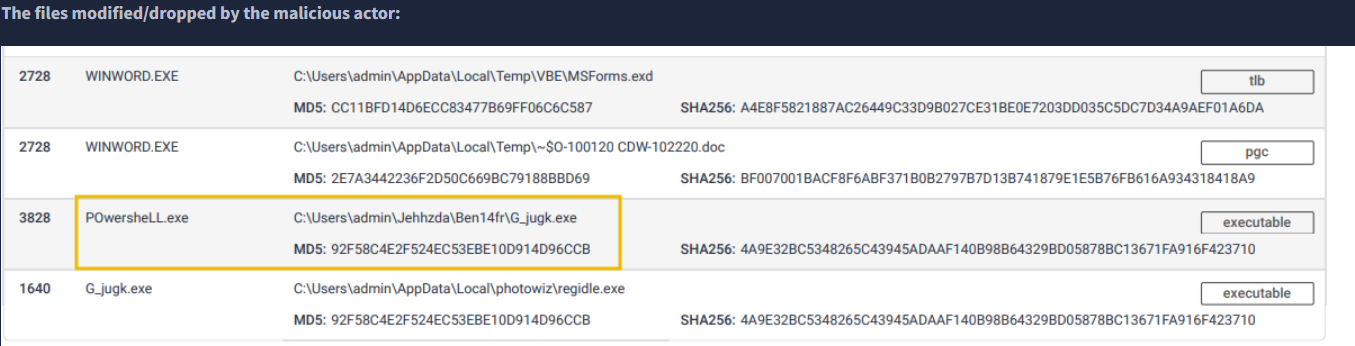 The files modified/dropped by the malicious actor:
2728 WINWORD.EXE C:\Users\admin\AppData\Local\Temp\VBE\MSForms.exd tlb
MD5: CC11BFD14D6ECC83477B69FF06C6C587 SHA256: A4E8F5821887AC26449C33D9B027CE31BE0E7203DD035C5DC7D34A9AEF01A6DA
2728 WINWORD.EXE C:\Users\admin\AppData\Local\Temp\~$O-100120 CDW-102220.doc pgc
MD5: 2E7A3442236F2D50C669BC79188BBD69 SHA256: BF007001BACF8F6ABF371B0B2797B7D13B741879E1E5B76FB616A934318418A9
3828 POwersheLL.exe C:\Users\admin\Jehhzda\Ben14fr\G_jugk.exe executable
MD5: 92F58C4E2F524EC53EBE10D914D96CCB SHA256: 4A9E32BC5348265C43945ADAAF140B98B64329BD05878BC13671FA916F423710
1640 G_jugk.exe C:\Users\admin\AppData\Local\photowiz\regidle.exe executable
MD5: 92F58C4E2F524EC53EBE10D914D96CCB SHA256: 4A9E32BC5348265C43945ADAAF140B98B64329BD05878BC13671FA916F423710